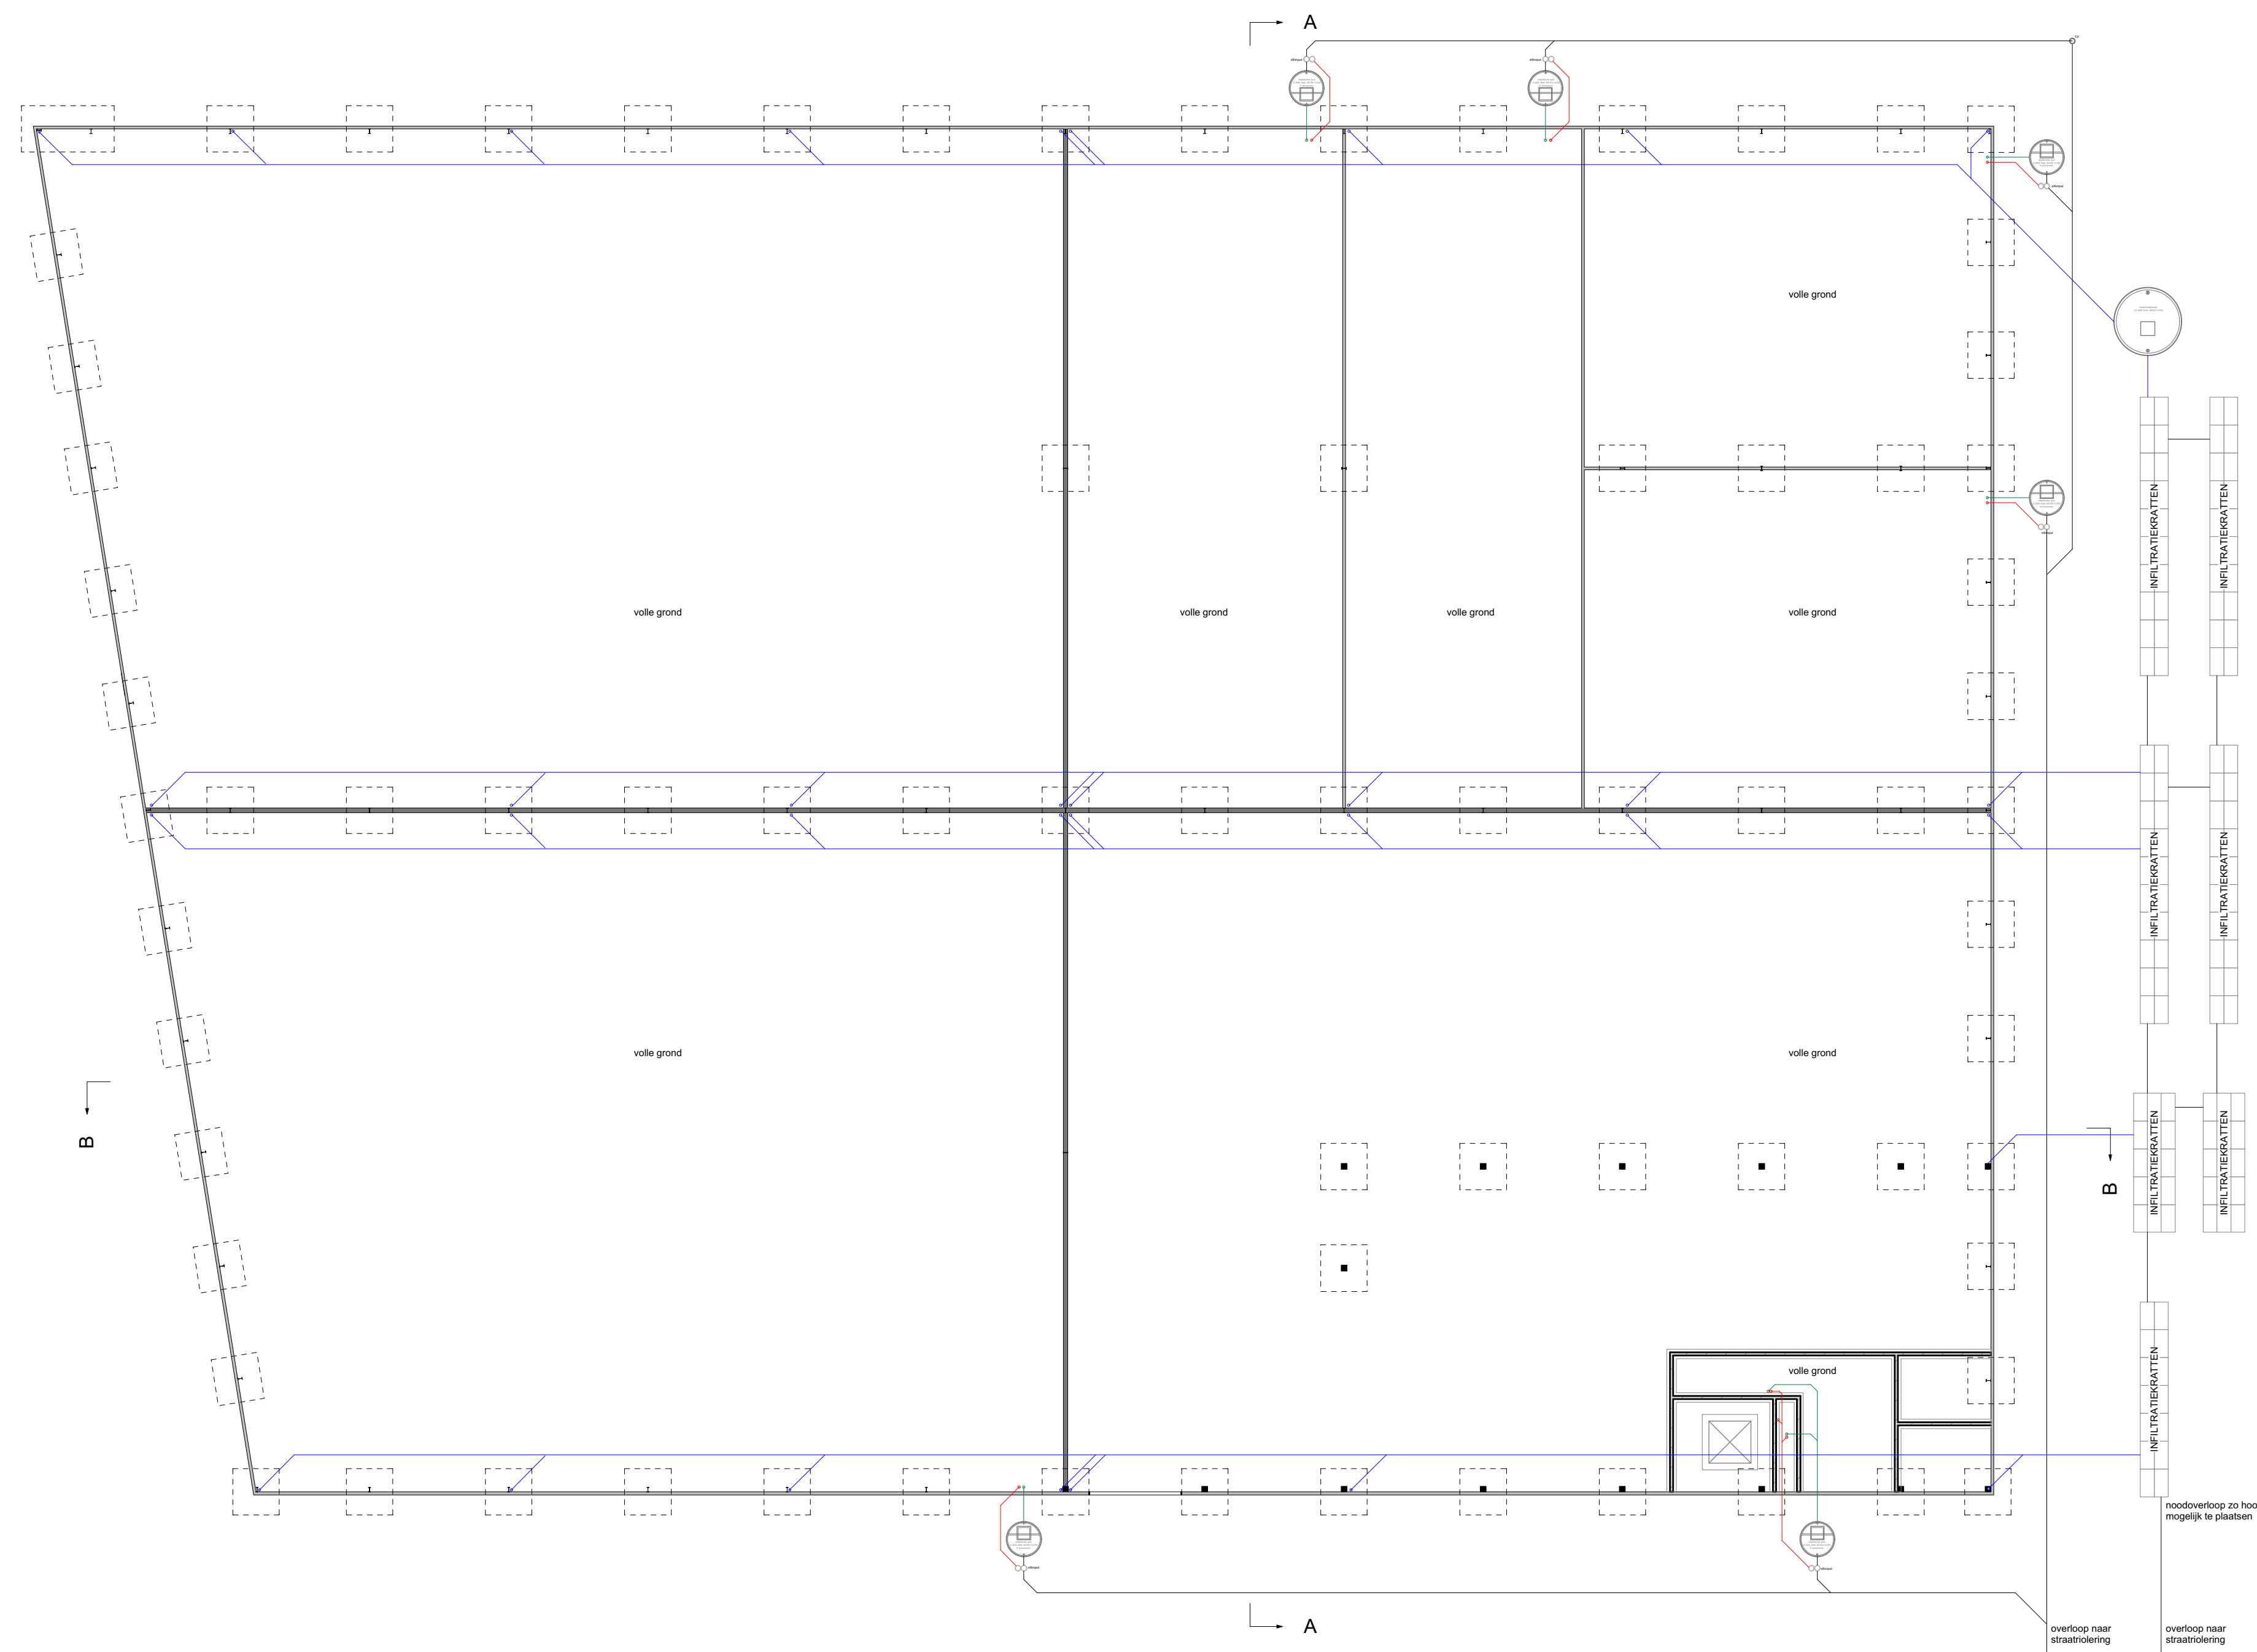 A
volle grond
volle grond
volle grond
volle grond
volle grond
INFILTRATIEKRATTEN
INFILTRATIEKRATTEN
INFILTRATIEKRATTEN
INFILTRATIEKRATTEN
volle grond
volle grond
B
B
INFILTRATIEKRATTEN
INFILTRATIEKRATTEN
volle grond
INFILTRATIEKRATTEN
noodoverloop zo hoo
mogelijk te plaatsen
A
overloop naar
straatriolering
overloop naar
straatriolering